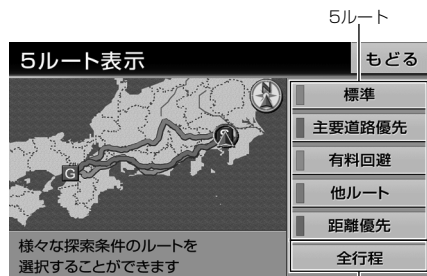 5ルート
5ルート表示
もどる
標準
主要道路優先
有料回避
他ルート
距離優先
全行程
N
G
様々な探索条件のルートを
選択することができます